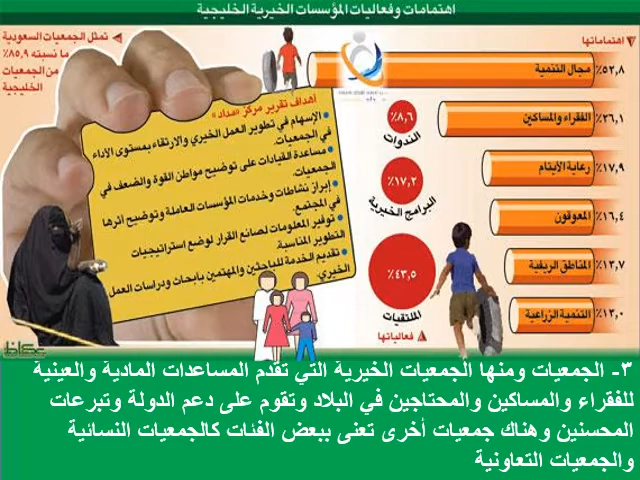 اهتمامات وفعاليات المؤسسات الخيرية الخليجية
تمثل الجمعيات السعودية
ما نسبته ٨٥,٩٪
من الجمعيات
الخليجية
اهتماماتها
٥٢,٨٪ مجال التنمية
٢٦,١٪ الفقراء والمساكين
١٧,٩٪ رعاية الأيتام
١٦,٤٪ المعوقون
١٣,٧٪ المناطق الريفية
١٣,٠٪ التنمية الزراعية
٨,٦٪
الندوات
١٧,٢٪
البرامج الخيرية
٤٣,٥٪
الملتقيات
فعالياتها
أهداف تقرير مركز «مداد»
الإسهام في تطوير العمل الخيري والارتقاء بمستوى الأداء
في الجمعيات.
مساعدة القيادات على توضيح مواطن القوة والضعف في
الجمعيات.
إبراز نشاطات وخدمات المؤسسات العاملة وتوضيح أثرها
في المجتمع.
توفير المعلومات لصانع القرار لوضع استراتيجيات
التطوير المناسبة.
تقديم الخدمة للباحثين والمهتمين بأبحاث ودراسات العمل
الخيري.
عكاظ
٣- الجمعيات ومنها الجمعيات الخيرية التي تقدم المساعدات المادية والعينية
للفقراء والمساكين والمحتاجين في البلاد وتقوم على دعم الدولة وتبرعات
المحسنين وهناك جمعيات أخرى تعنى ببعض الفئات كالجمعيات النسائية
والجمعيات التعاونية